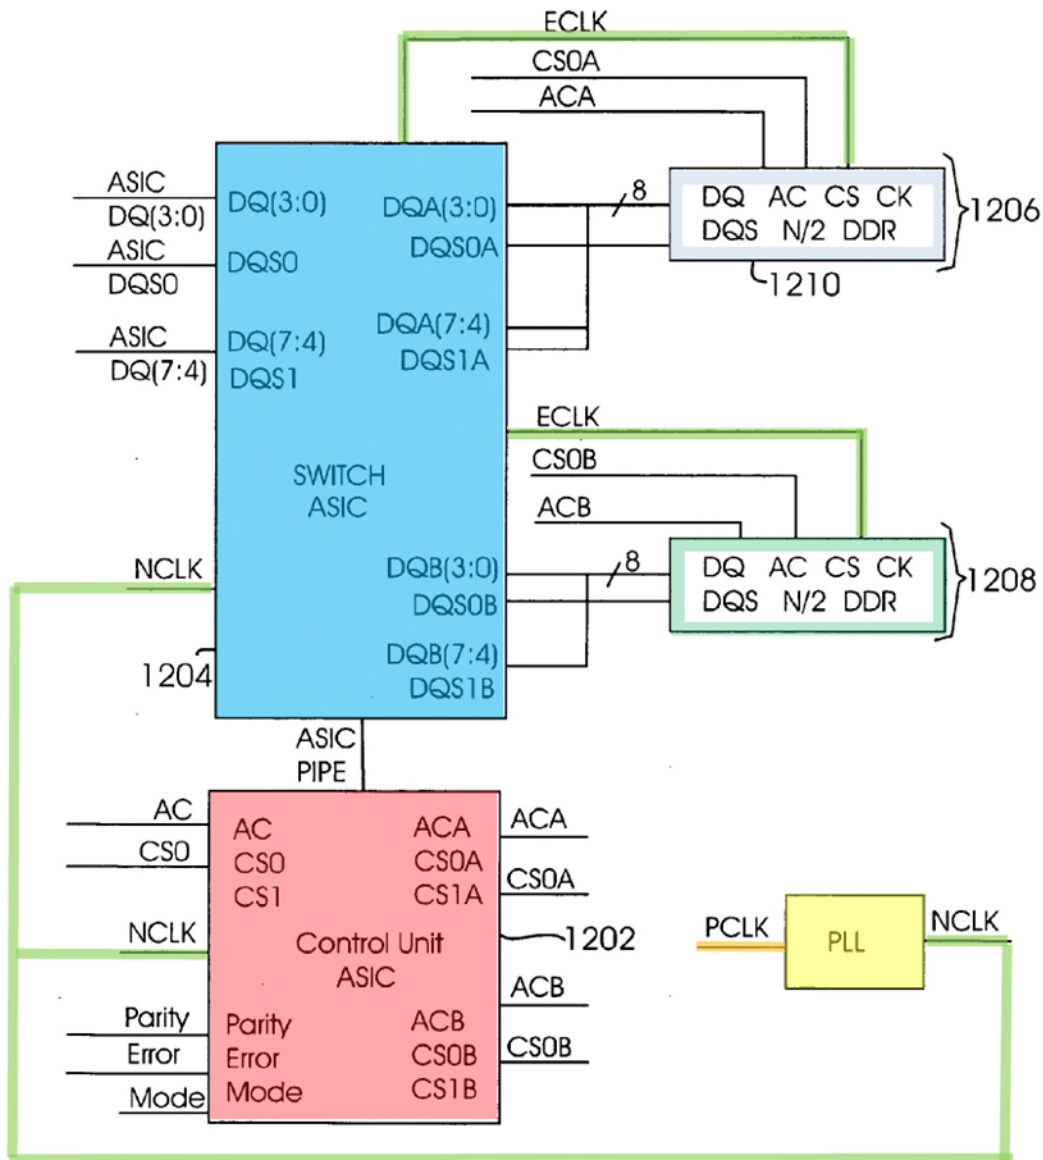 ECLK
CS0A
ACA
ASIC
DQ(3:0)
ASIC
DQS0
ASIC
DQ(7:4)
DQ(3:0)
DQS0
DQ(7:4)
DQS1
DQA(3:0)
DQS0A
DQA(7:4)
DQS1A
8
DQ AC CS CK
DQS N/2 DDR
1206
1210
SWITCH
ASIC
ECLK
CS0B
ACB
NCLK
1204
DQB(3:0)
DQS0B
DQB(7:4)
DQS1B
8
DQ AC CS CK
DQS N/2 DDR
1208
ASIC
PIPE
AC
CS0
NCLK
Parity
Error
Mode
AC
CS0
CS1
ACA
CS0A
CS1A
Control Unit
ASIC
Parity
Error
Mode
ACB
CS0B
CS1B
ACA
CS0A
1202
ACB
CS0B
PCLK
PLL
NCLK